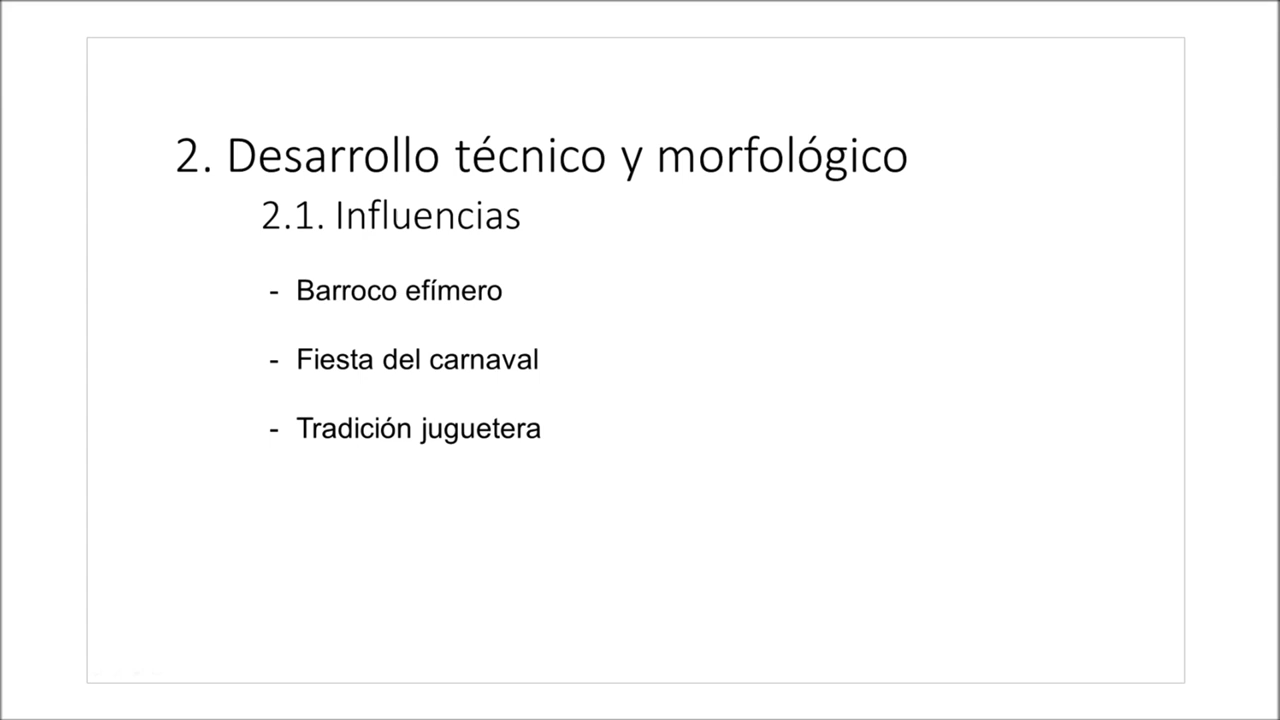 2. Desarrollo técnico y morfológico
2.1. Influencias
- Barroco efímero
- Fiesta del carnaval
- Tradición juguetera